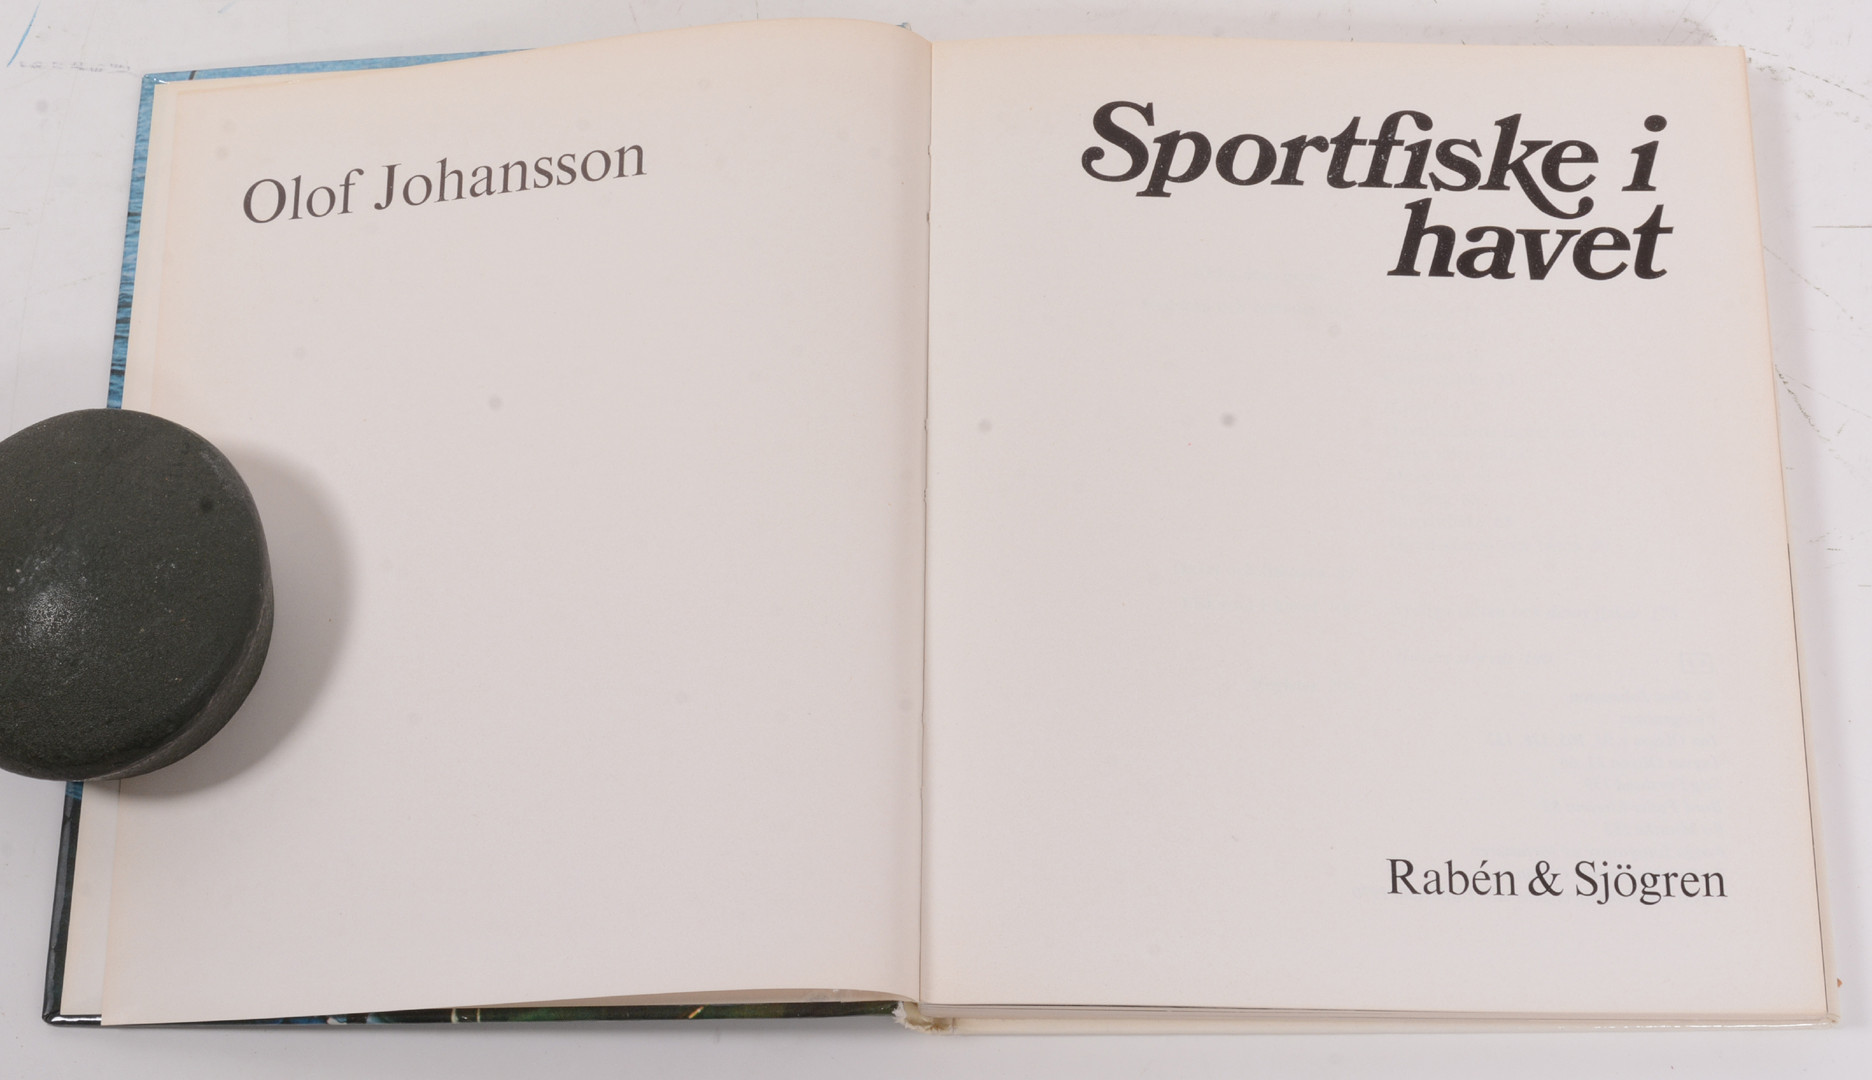 Olof Johansson
Sportfiske i
havet
Rabén & Sjögren